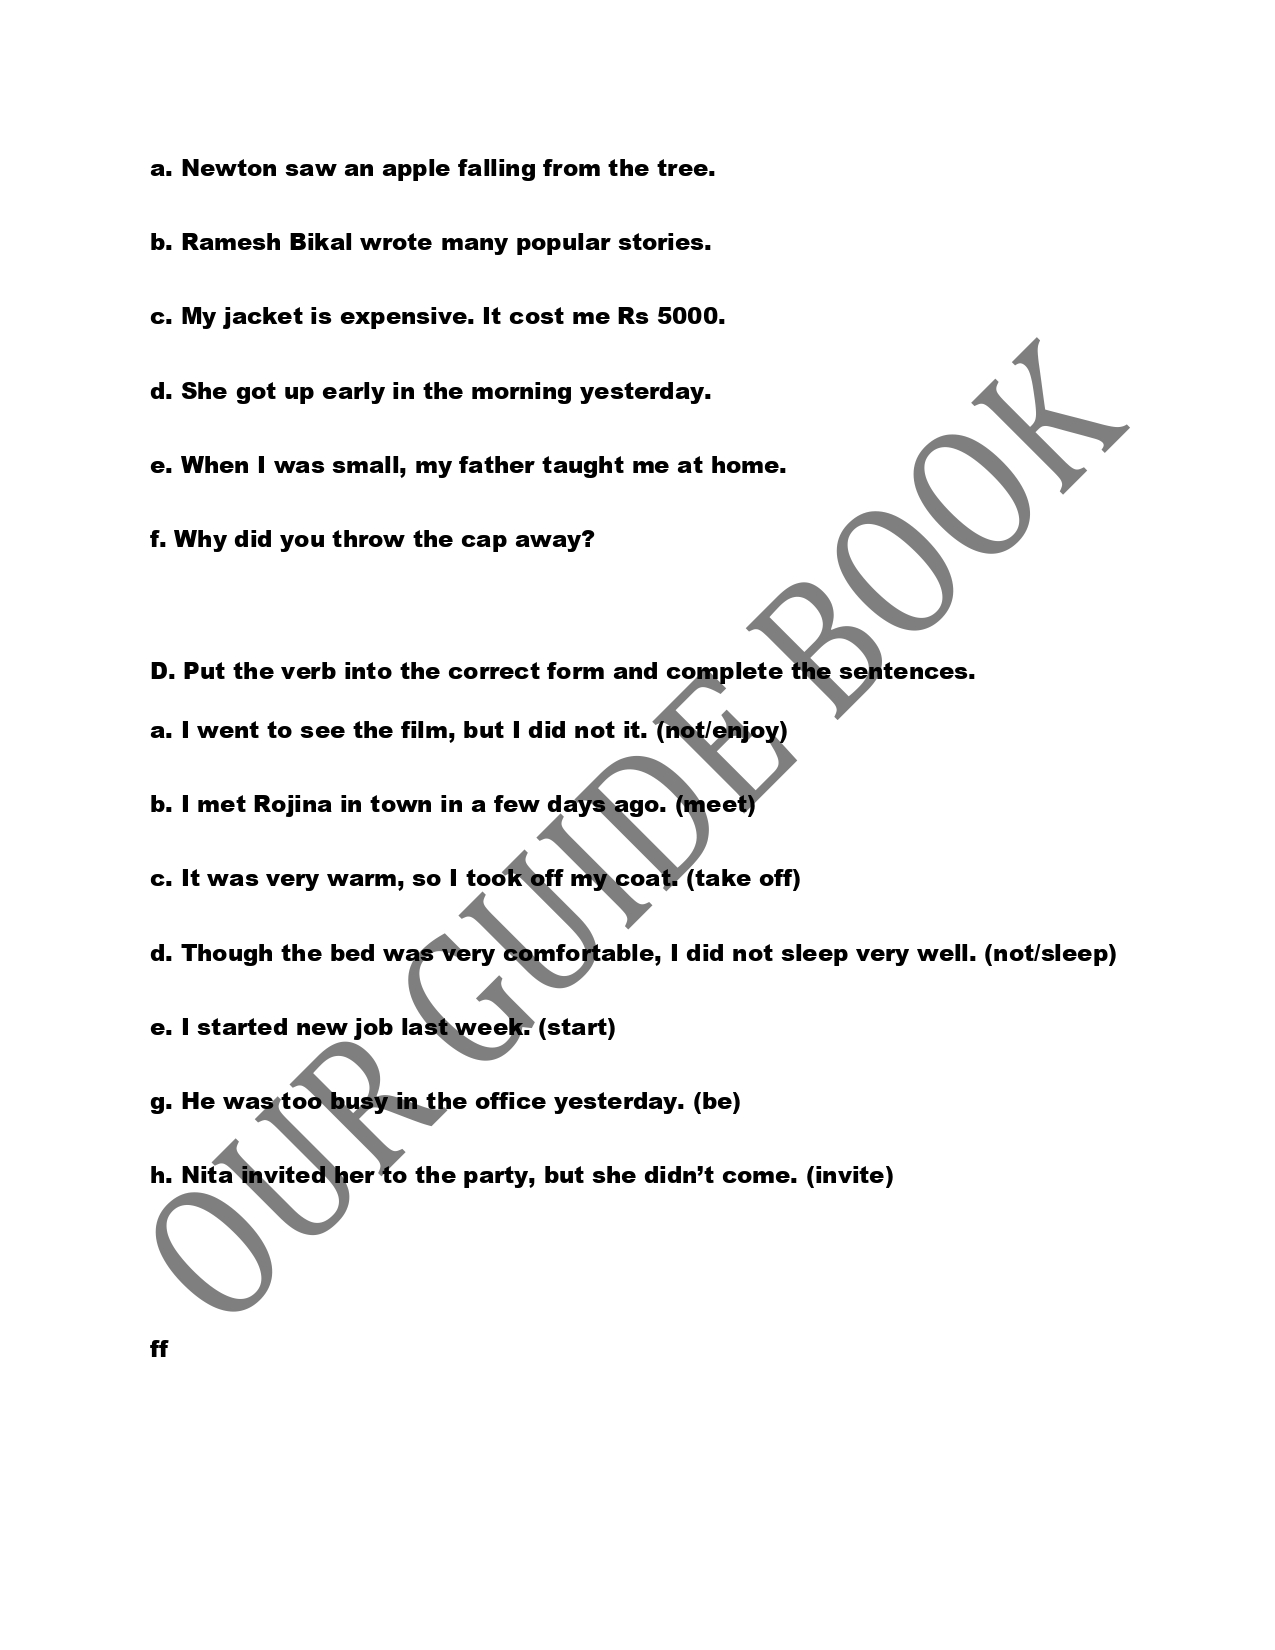 a. Newton saw an apple falling from the tree.
b. Ramesh Bikal wrote many popular stories.
c. My jacket is expensive. It cost me Rs 5000.
d. She got up early in the morning yesterday.
e. When I was small, my father taught me at home.
f. Why did you throw the cap away?
D. Put the verb into the correct form and complete the sentences.
a. I went to see the film, but I did not it. (not/enjoy)
b. I met Rojina in town in a few days ago. (meet)
c. It was very warm, so I took off my coat. (take off)
d. Though the bed was very comfortable, I did not sleep very well. (not/sleep)
e. I started new job last week. (start)
g. He was too busy in the office yesterday. (be)
h. Nita invited her to the party, but she didn’t come. (invite)
ff
OUR GUIDE BOOK